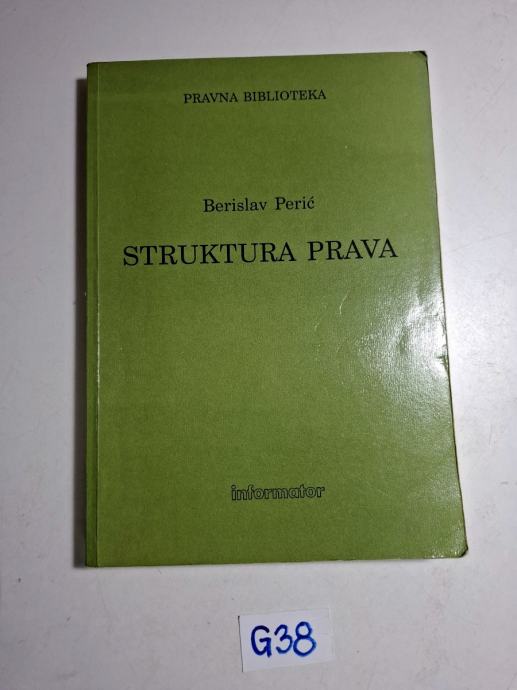 PRAVNA BIBLIOTEKA
Berislav Perić
STRUKTURA PRAVA
informator
G38